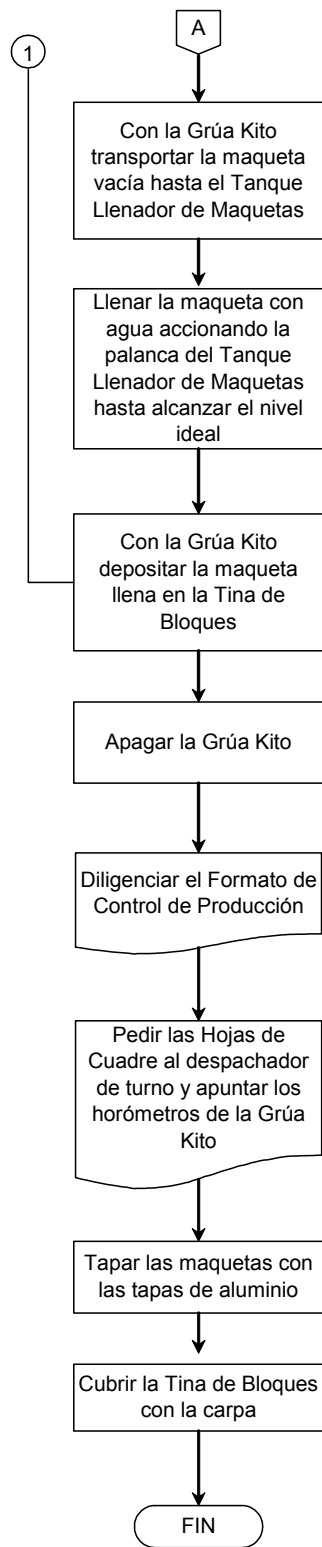 1
A
Con la Grúa Kito
transportar la maqueta
vacía hasta el Tanque
Llenador de Maquetas
Llenar la maqueta con
agua accionando la
palanca del Tanque
Llenador de Maquetas
hasta alcanzar el nivel
ideal
Con la Grúa Kito
depositar la maqueta
llena en la Tina de
Bloques
Apagar la Grúa Kito
Diligenciar el Formato de
Control de Producción
Pedir las Hojas de
Cuadre al despachador
de turno y apuntar los
horómetros de la Grúa
Kito
Tapar las maquetas con
las tapas de aluminio
Cubrir la Tina de Bloques
con la carpa
FIN